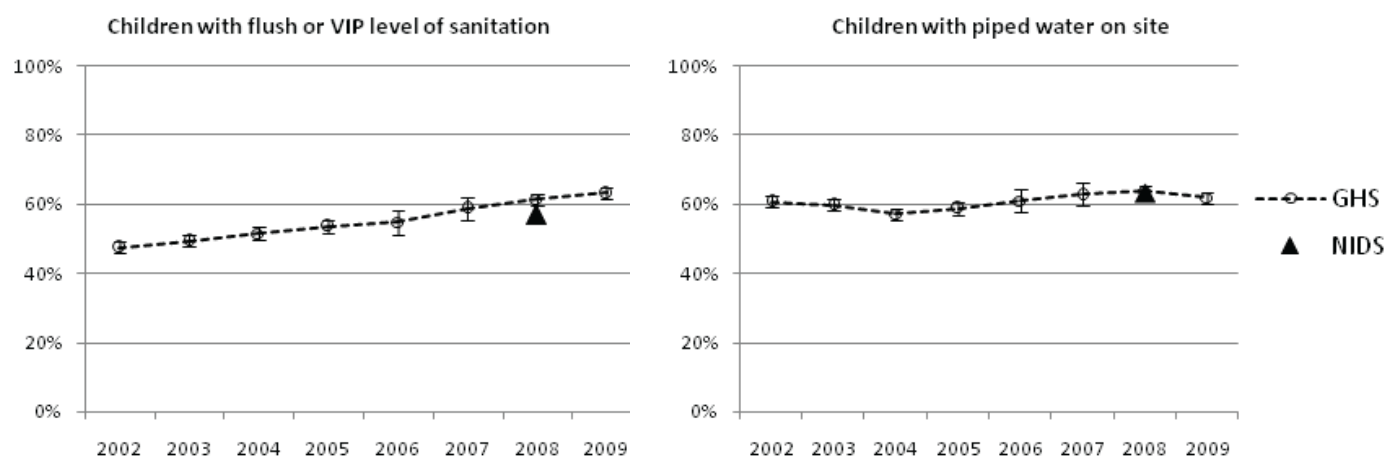 Children with flush or VIP level of sanitation
100%
80%
60%
40%
20%
0%
2002 2003 2004 2005 2006 2007 2008 2009
Children with piped water on site
100%
80%
60%
40%
20%
0%
2002 2003 2004 2005 2006 2007 2008 2009
GHS
NIDS